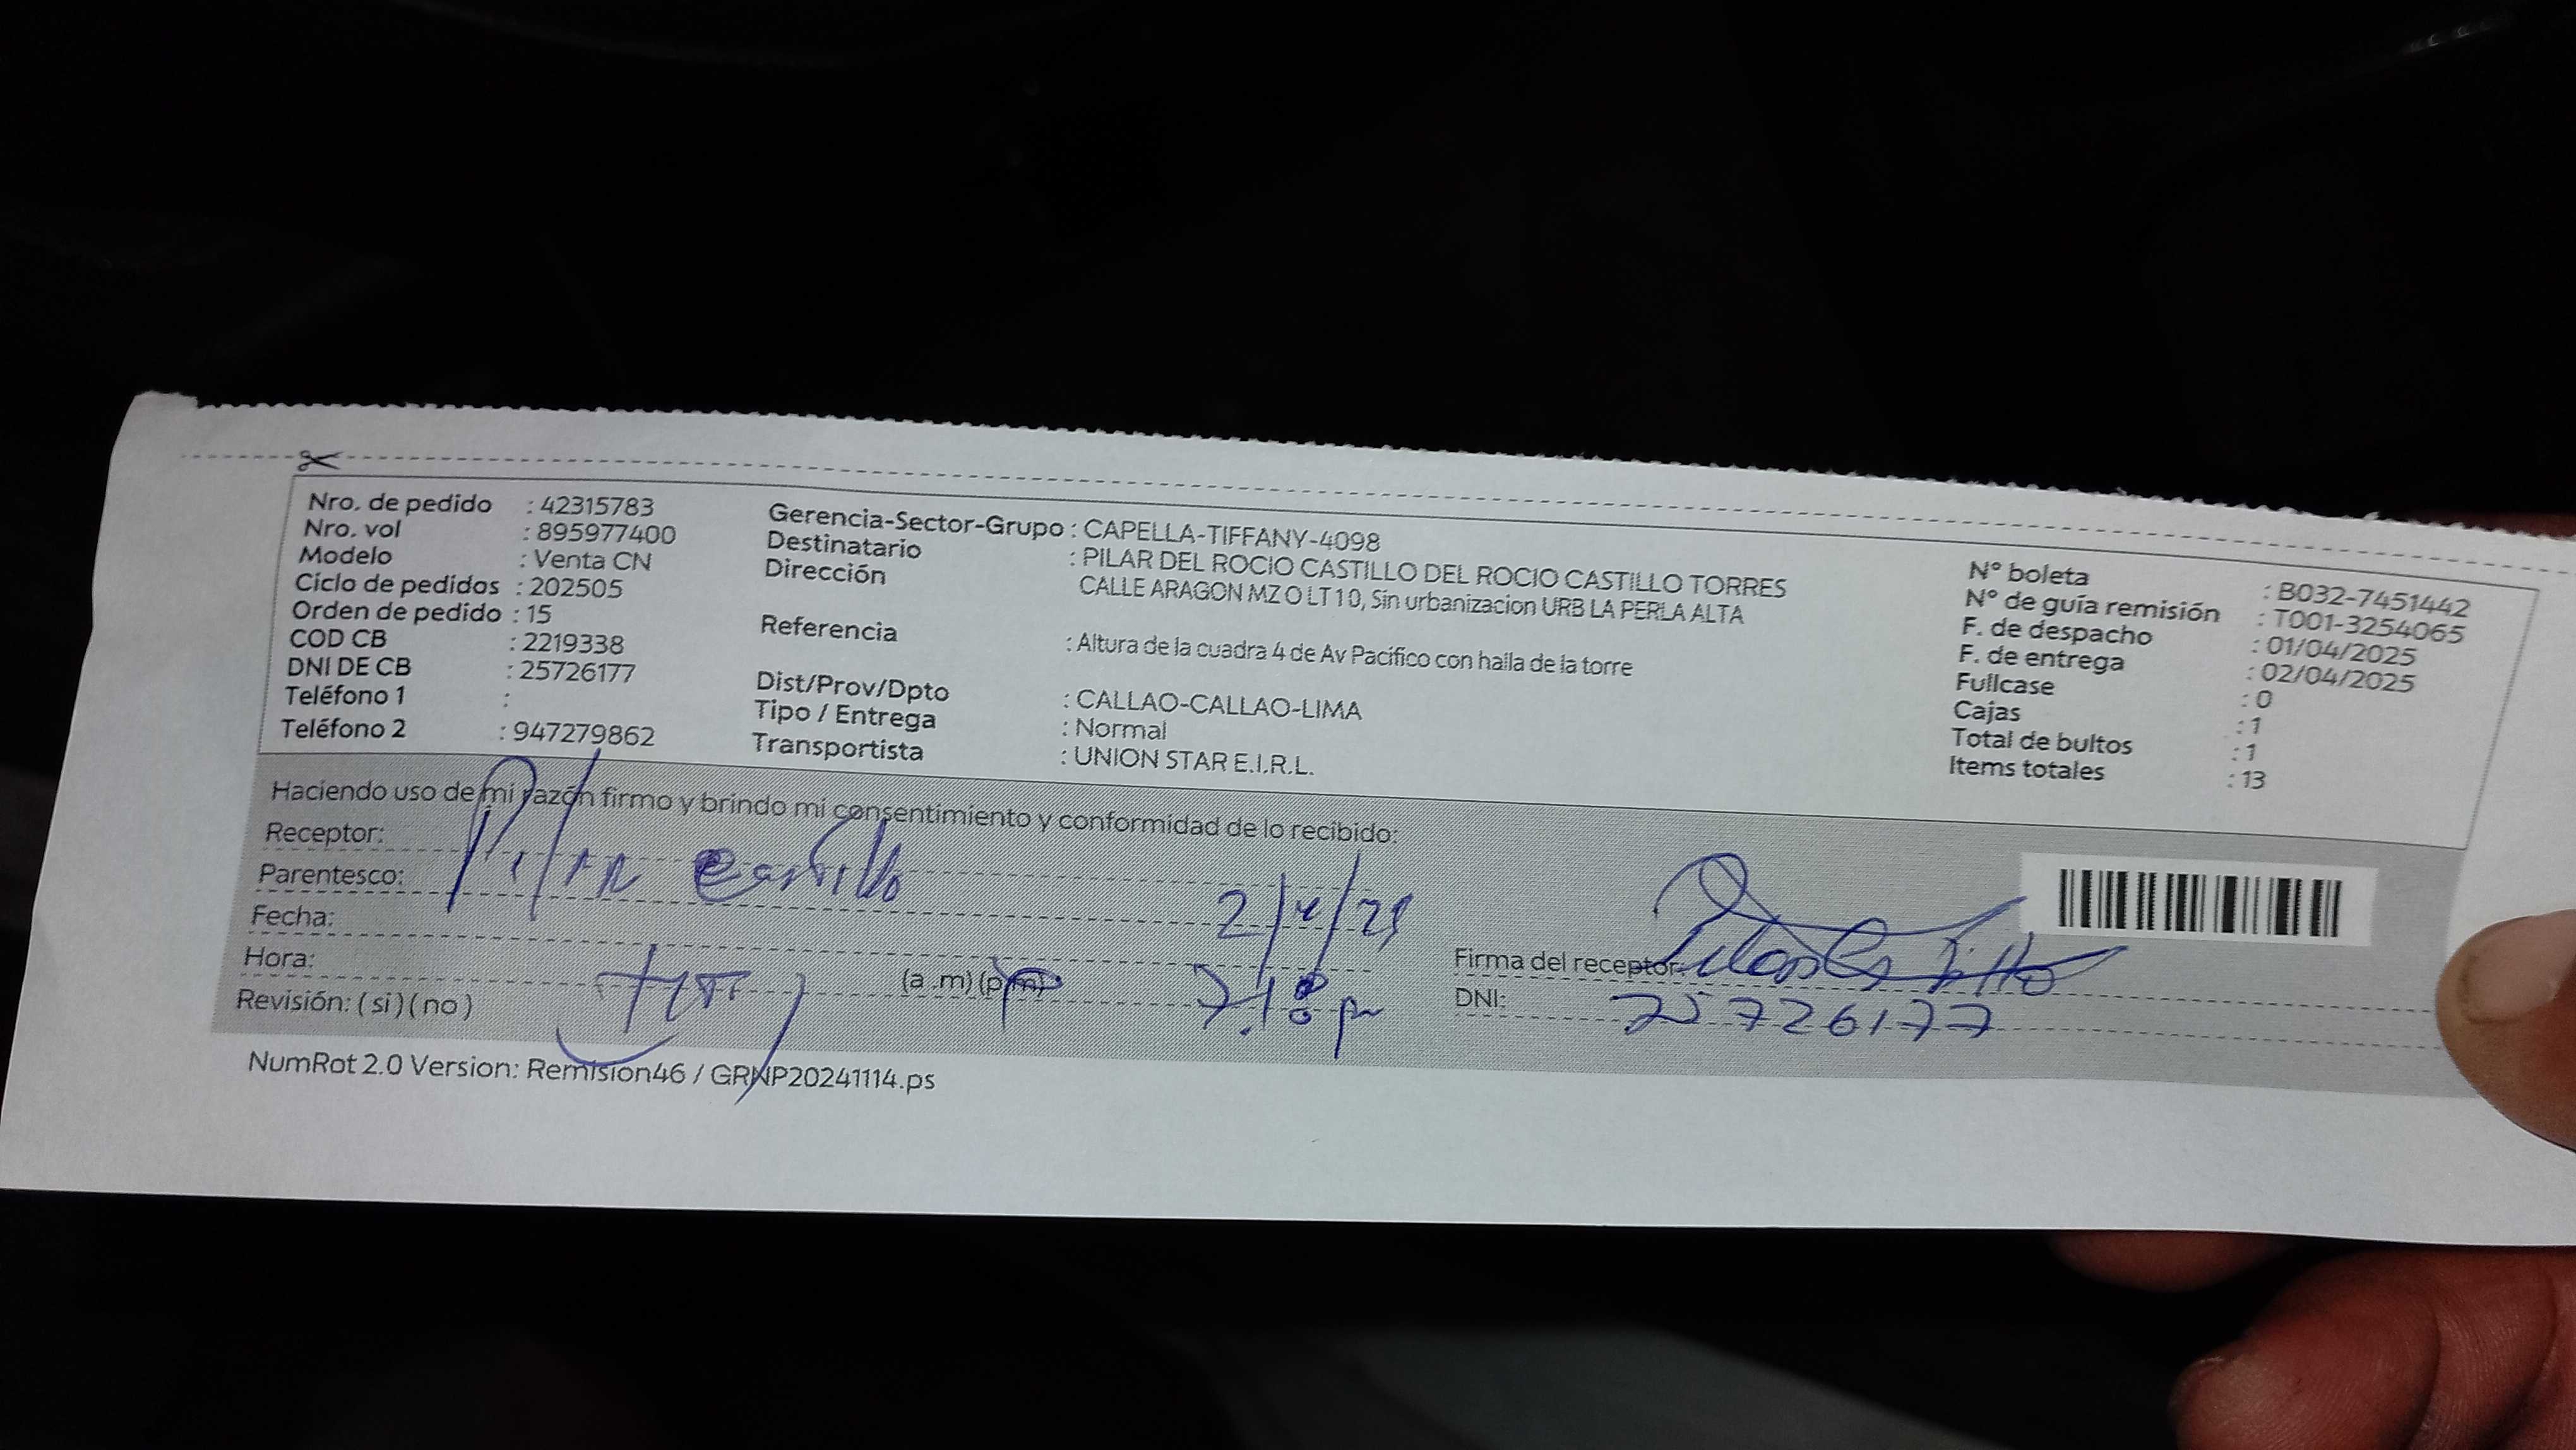 Nro. de pedido : 42315783
Nro. vol : 895977400
Modelo : Venta CN
Ciclo de pedidos : 202505
Orden de pedido : 15
COD CB : 2219338
DNI DE CB : 25726177
Teléfono 1 :
Teléfono 2 : 947279862
Gerencia-Sector-Grupo : CAPELLA-TIFFANY-4098
Destinatario : PILAR DEL ROCIO CASTILLO DEL ROCIO CASTILLO TORRES
Dirección CALLE ARAGON MZ O LT 10, Sin urbanizacion URB LA PERLA ALTA
Referencia : Altura de la cuadra 4 de Av Pacifico con haila de la torre
Dist/Prov/Dpto : CALLAO-CALLAO-LIMA
Tipo / Entrega : Normal
Transportista : UNION STAR E.I.R.L.
Nº boleta : B032-7451442
Nº de guía remisión : T001-3254065
F. de despacho : 01/04/2025
F. de entrega : 02/04/2025
Fullcase : 0
Cajas : 1
Total de bultos : 1
Items totales : 13
Haciendo uso de mi razón firmo y brindo mi consentimiento y conformidad de lo recibido:
Receptor: Pilar Castillo
Parentesco:
Fecha: 2/4/25
Hora: (a .m) (p.m) pm
Revisión: ( si ) ( no )
Firma del receptor:
DNI: 25726177
NumRot 2.0 Version: Remision46 / GRNP20241114.ps